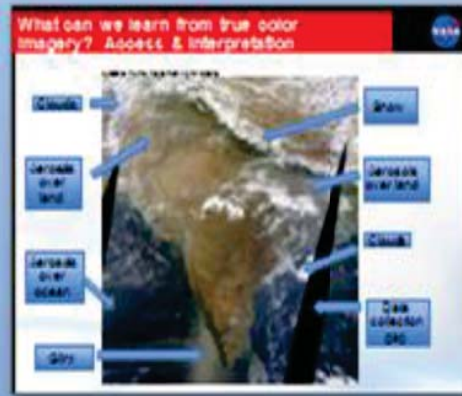 What can we learn from true color
Imagery? Access & Interpretation
NASA
Clouds
Snow
Aerosols
over
land
Aerosols
over land
Clouds
Aerosols
over
ocean
Data
collection
gap
Glint